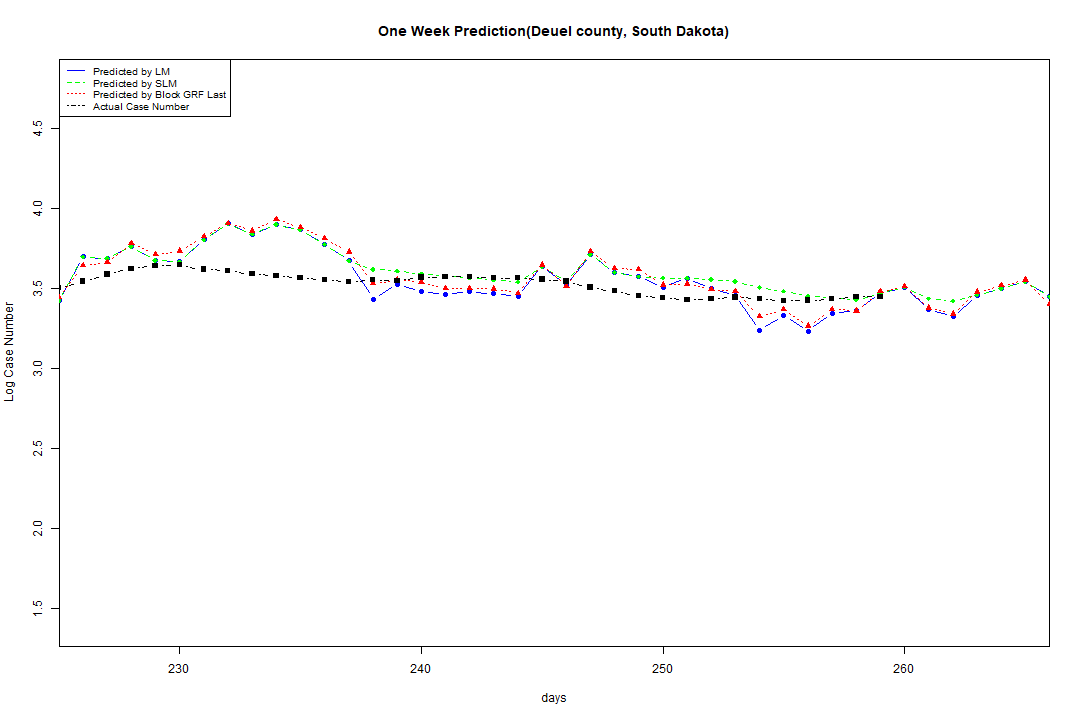 One Week Prediction(Deuel county, South Dakota)
Predicted by LM
Predicted by SLM
Predicted by Block GRF Last
Actual Case Number
4.5
4.0
3.5
3.0
2.5
2.0
1.5
Log Case Number
230
240
250
260
days